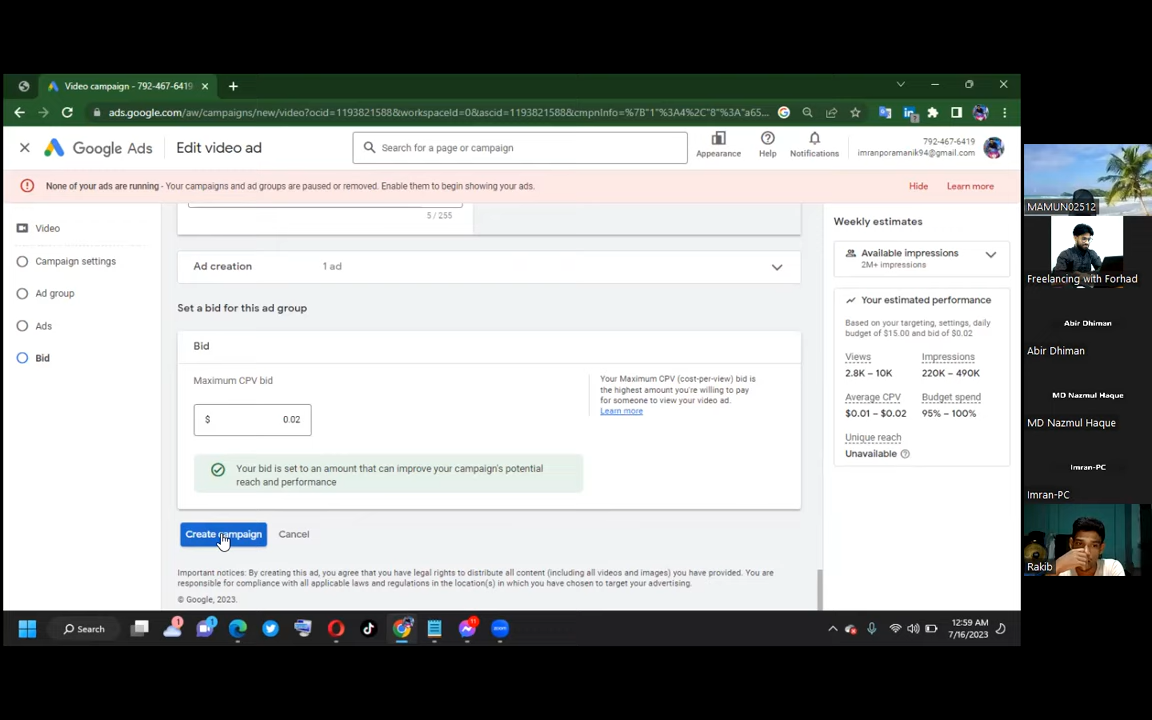 Video campaign - 792-467-6419
ads.google.com/aw/campaigns/new/video?ocid=1193821588&workspaceId=0&ascid=1193821588&cmpnInfo=%7B"1"%3A4%2C"8"%3A"a65...
Google Ads
Edit video ad
Search for a page or campaign
Appearance
Help
Notifications
792-467-6419
imranporamanik94@gmail.com
None of your ads are running - Your campaigns and ad groups are paused or removed. Enable them to begin showing your ads.
Hide
Learn more
Video
Campaign settings
Ad group
Ads
Bid
5 / 255
Ad creation
1 ad
Set a bid for this ad group
Bid
Maximum CPV bid
$ 0.02
Your Maximum CPV (cost-per-view) bid is
the highest amount you're willing to pay
for someone to view your video ad.
Learn more
Your bid is set to an amount that can improve your campaign's potential
reach and performance
Create campaign
Cancel
Important notices: By creating this ad, you agree that you have legal rights to distribute all content (including all videos and images) you have provided. You are
responsible for compliance with all applicable laws and regulations in the location(s) in which you have chosen to target your advertising.
© Google, 2023.
Weekly estimates
Available impressions
2M+ impressions
Your estimated performance
Based on your targeting, settings, daily
budget of $15.00 and bid of $0.02
Views
Impressions
2.8K – 10K
220K – 490K
Average CPV
Budget spend
$0.01 – $0.02
95% – 100%
Unique reach
Unavailable
Search
12:59 AM
7/16/2023
MAMUN02512
Freelancing with Forhad
Abir Dhiman
Abir Dhiman
MD Nazmul Haque
MD Nazmul Haque
Imran-PC
Imran-PC
Rakib